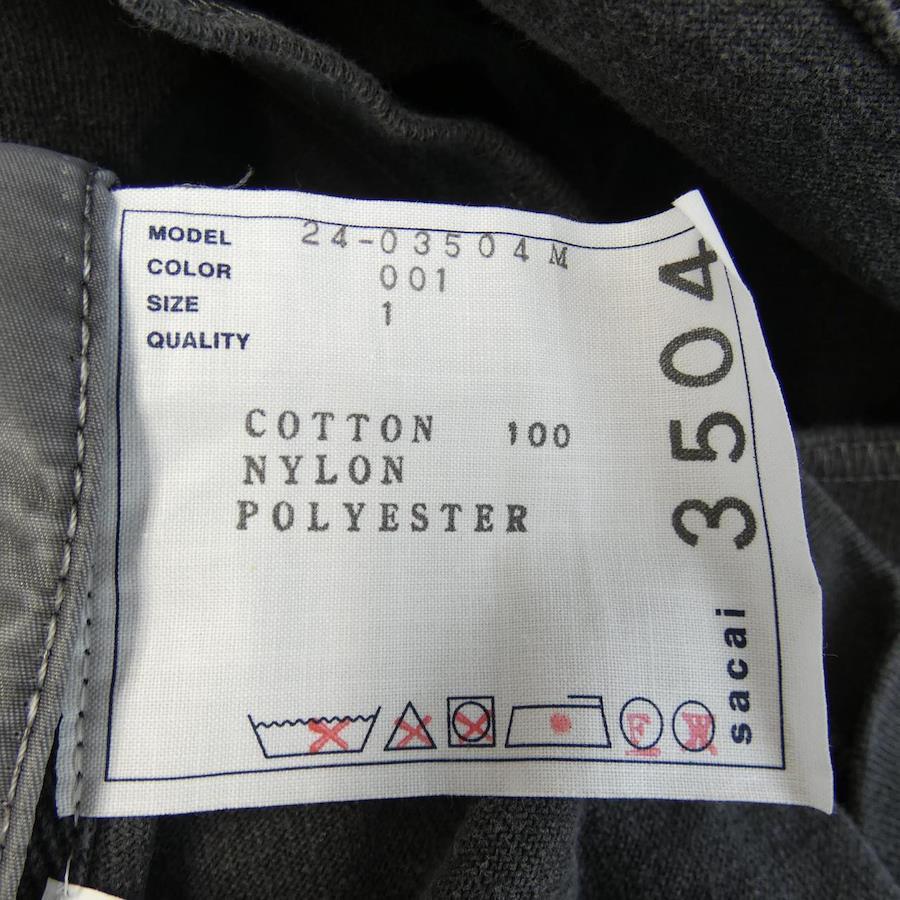 MODEL 24-03504M
COLOR 001
SIZE 1
QUALITY
COTTON 100
NYLON
POLYESTER
sacai 3504
F
W